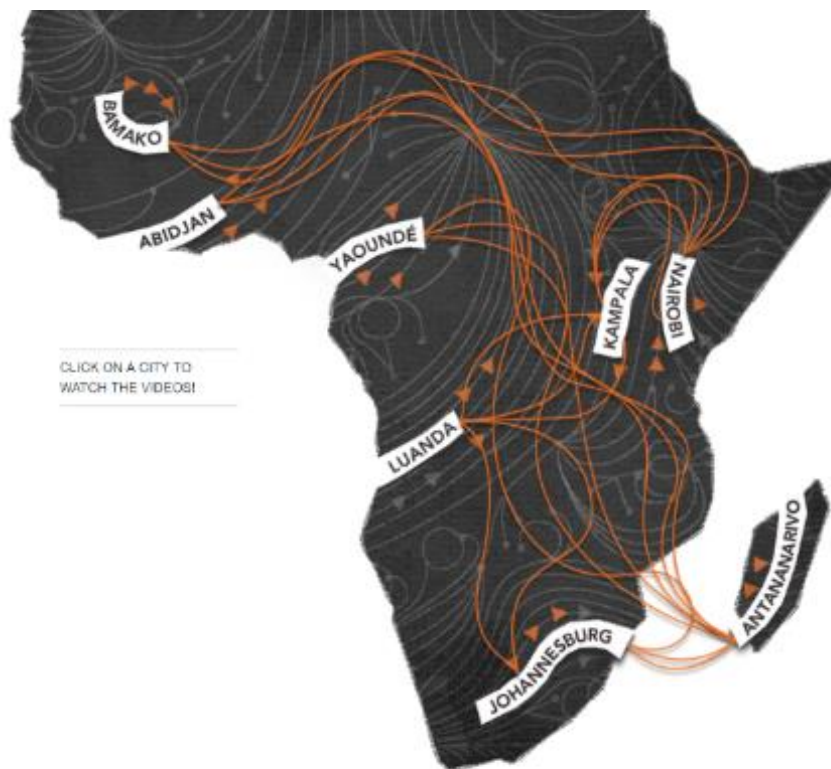 BAMAKO
ABIDJAN
YAOUNDÉ
KAMPALA
NAIROBI
CLICK ON A CITY TO
WATCH THE VIDEOS!
LUANDA
ANTANANARIVO
JOHANNESBURG